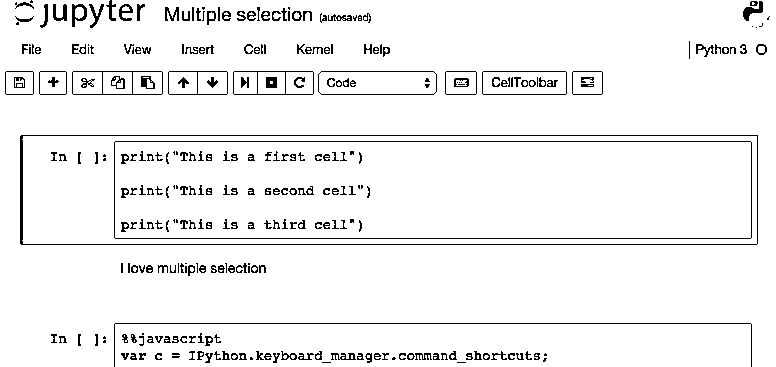 jupyter Multiple selection (autosaved)
File Edit View Insert Cell Kernel Help Python 3
Code CellToolbar
In [ ]: print("This is a first cell")
print("This is a second cell")
print("This is a third cell")
I love multiple selection
In [ ]: %%javascript
var c = IPython.keyboard_manager.command_shortcuts;